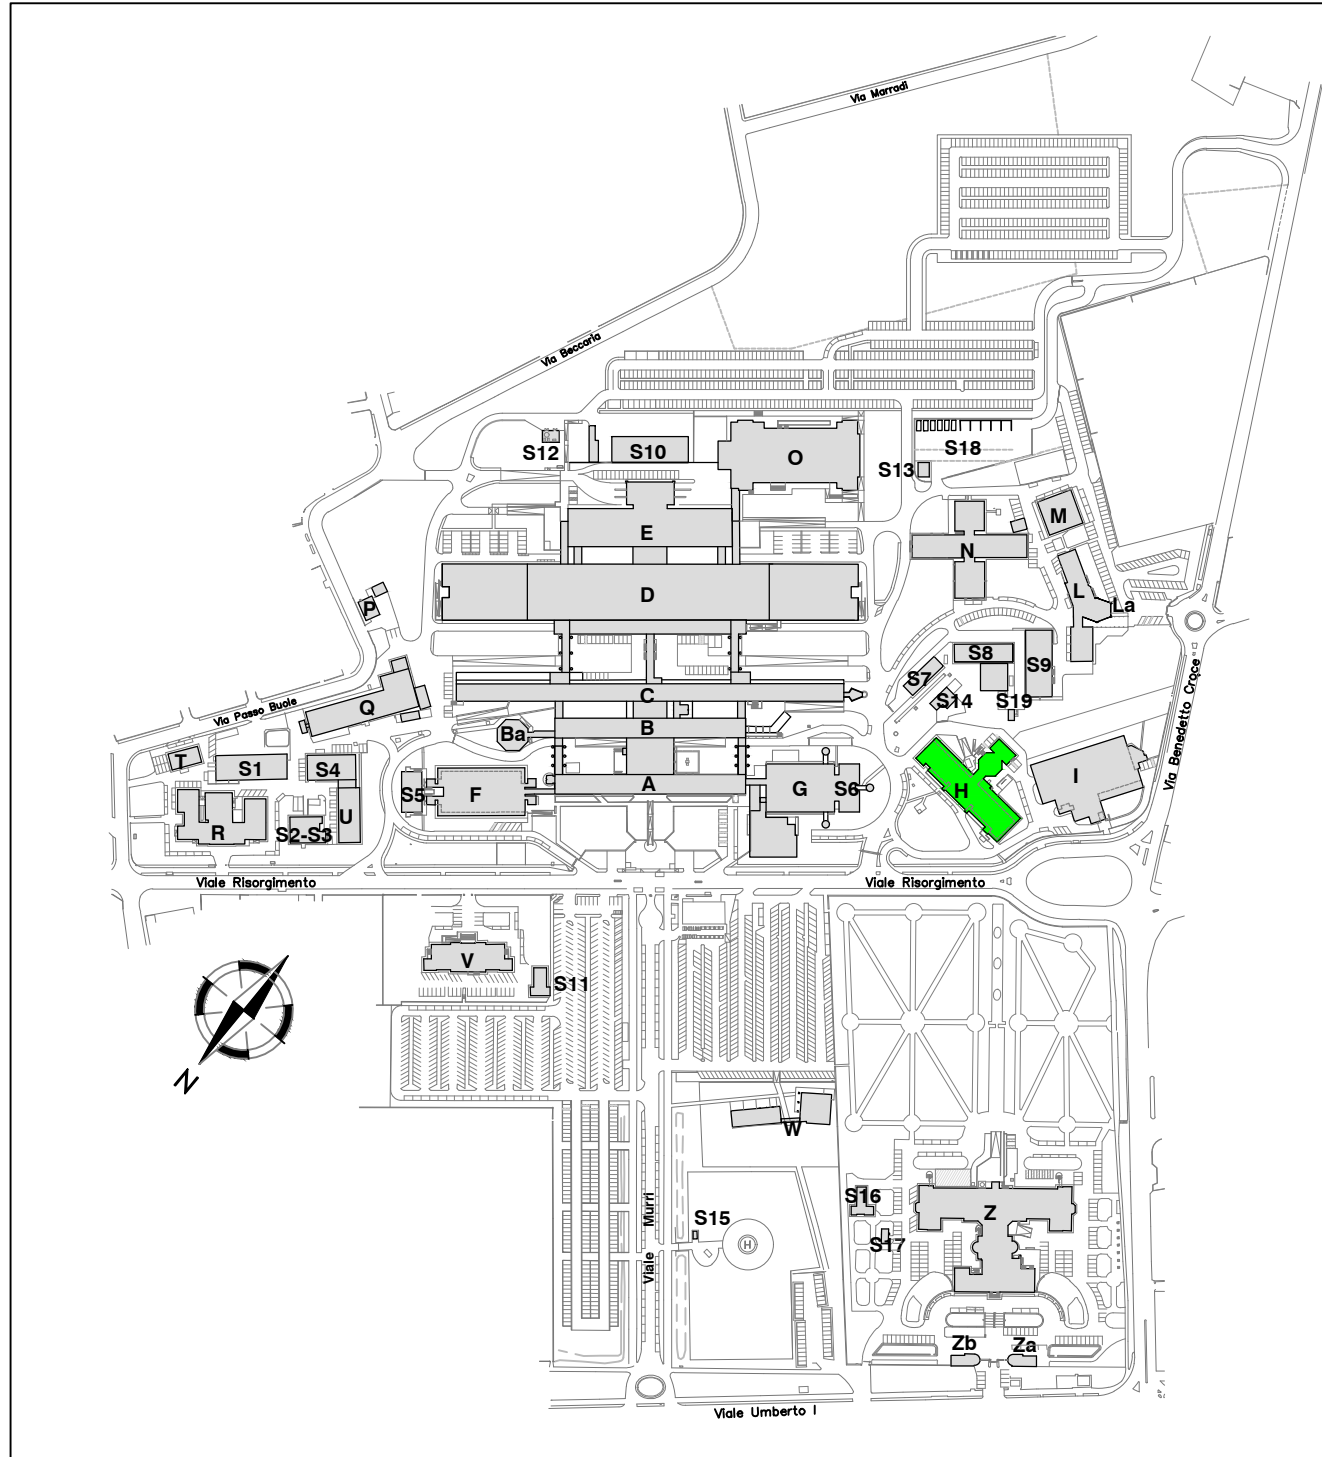 Via Marradi
Via Beccaria
S12
S10
O
S13
S18
E
M
N
D
L
La
P
S8
S9
S7
C
S14
S19
Via Benedetto Croce
Via Passo Buole
Q
Ba
B
T
S1
S4
S5
F
A
G
S6
H
I
R
S2-S3
U
Viale Risorgimento
Viale Risorgimento
V
S11
N
W
S16
Z
S15
H
S17
Viale Murri
Zb
Za
Viale Umberto I